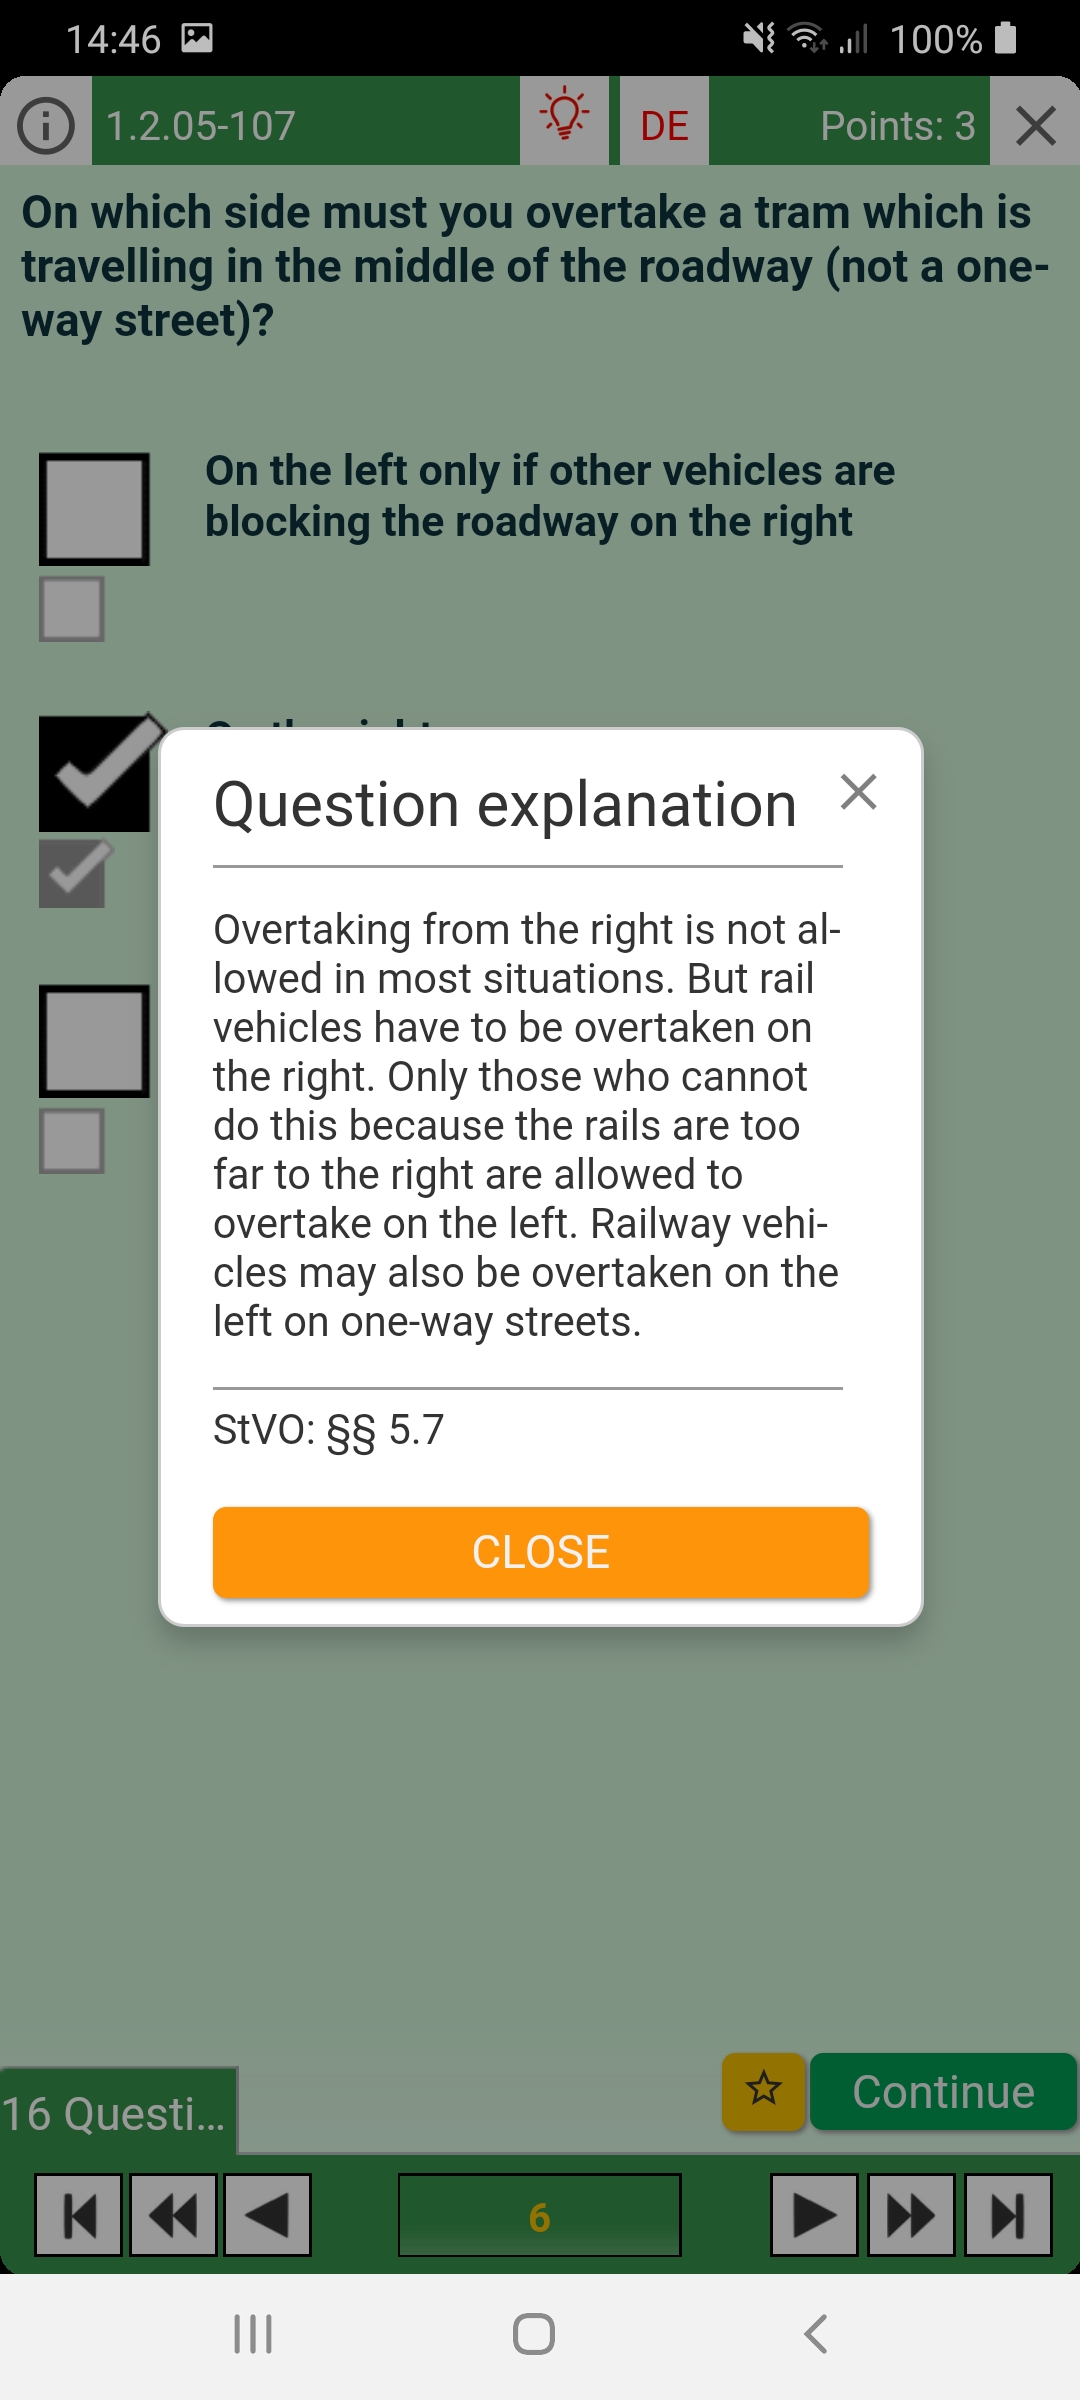 14:46
100%
1.2.05-107
DE
Points: 3
On which side must you overtake a tram which is
travelling in the middle of the roadway (not a one-
way street)?
On the left only if other vehicles are
blocking the roadway on the right
Question explanation
Overtaking from the right is not al-
lowed in most situations. But rail
vehicles have to be overtaken on
the right. Only those who cannot
do this because the rails are too
far to the right are allowed to
overtake on the left. Railway vehi-
cles may also be overtaken on the
left on one-way streets.
StVO: §§ 5.7
CLOSE
16 Questi...
Continue
6